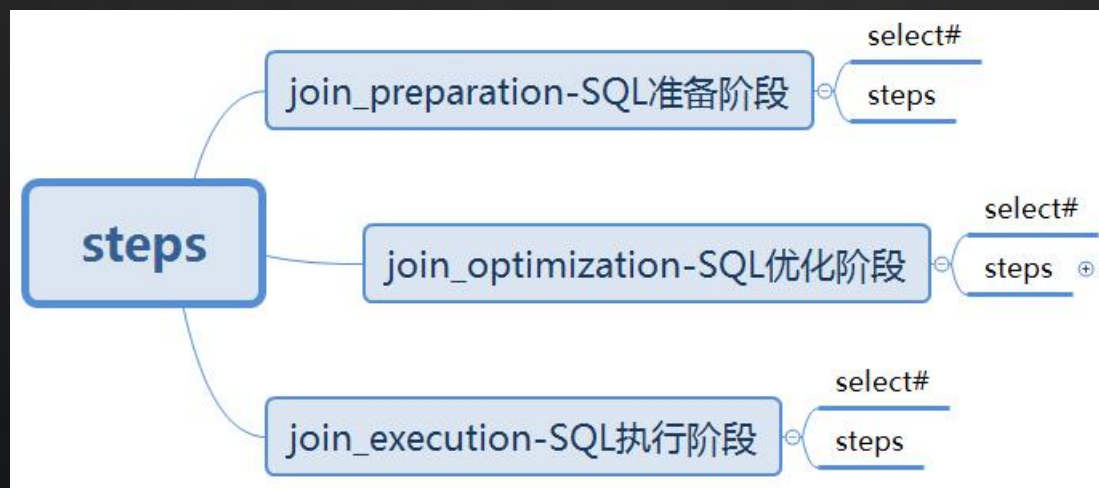 select#
join_preparation-SQL准备阶段
steps
steps
select#
join_optimization-SQL优化阶段
steps
select#
join_execution-SQL执行阶段
steps